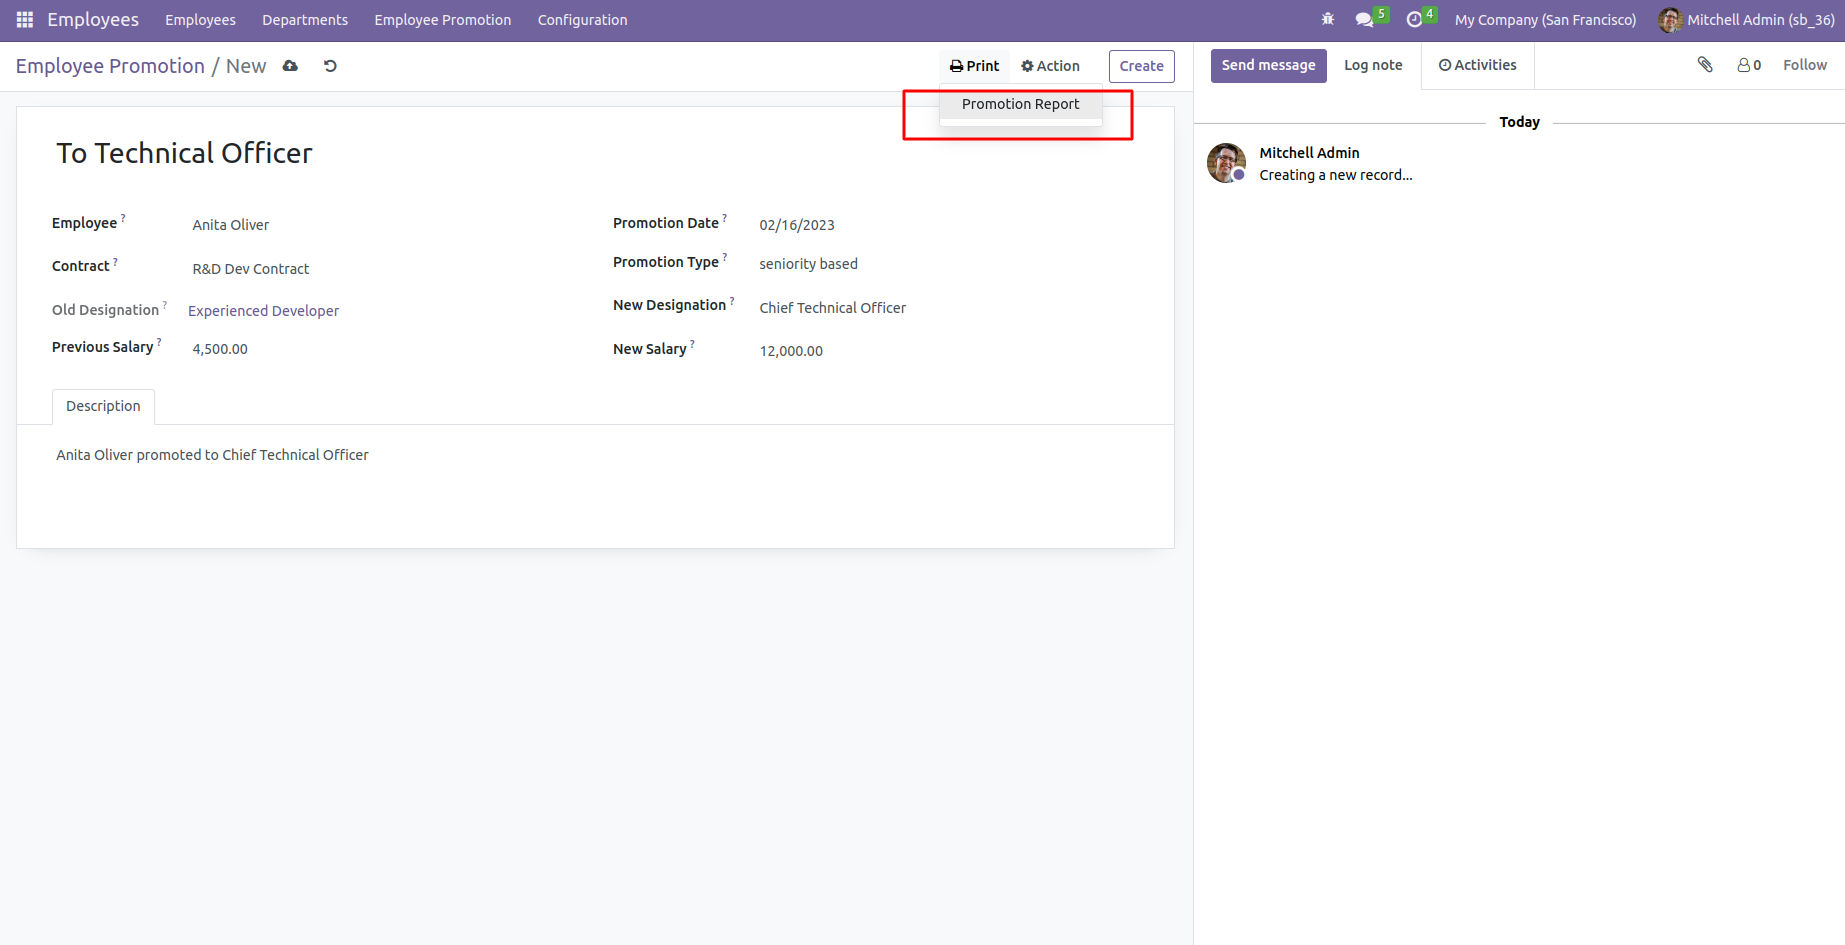 Employees Employees Departments Employee Promotion Configuration 5 4 My Company (San Francisco) Mitchell Admin (sb_36)
Employee Promotion / New Print Action Create Send message Log note Activities 0 Follow
Promotion Report
Today
To Technical Officer
Mitchell Admin
Creating a new record...
Employee ? Anita Oliver
Contract ? R&D Dev Contract
Old Designation ? Experienced Developer
Previous Salary ? 4,500.00
Promotion Date ? 02/16/2023
Promotion Type ? seniority based
New Designation ? Chief Technical Officer
New Salary ? 12,000.00
Description
Anita Oliver promoted to Chief Technical Officer